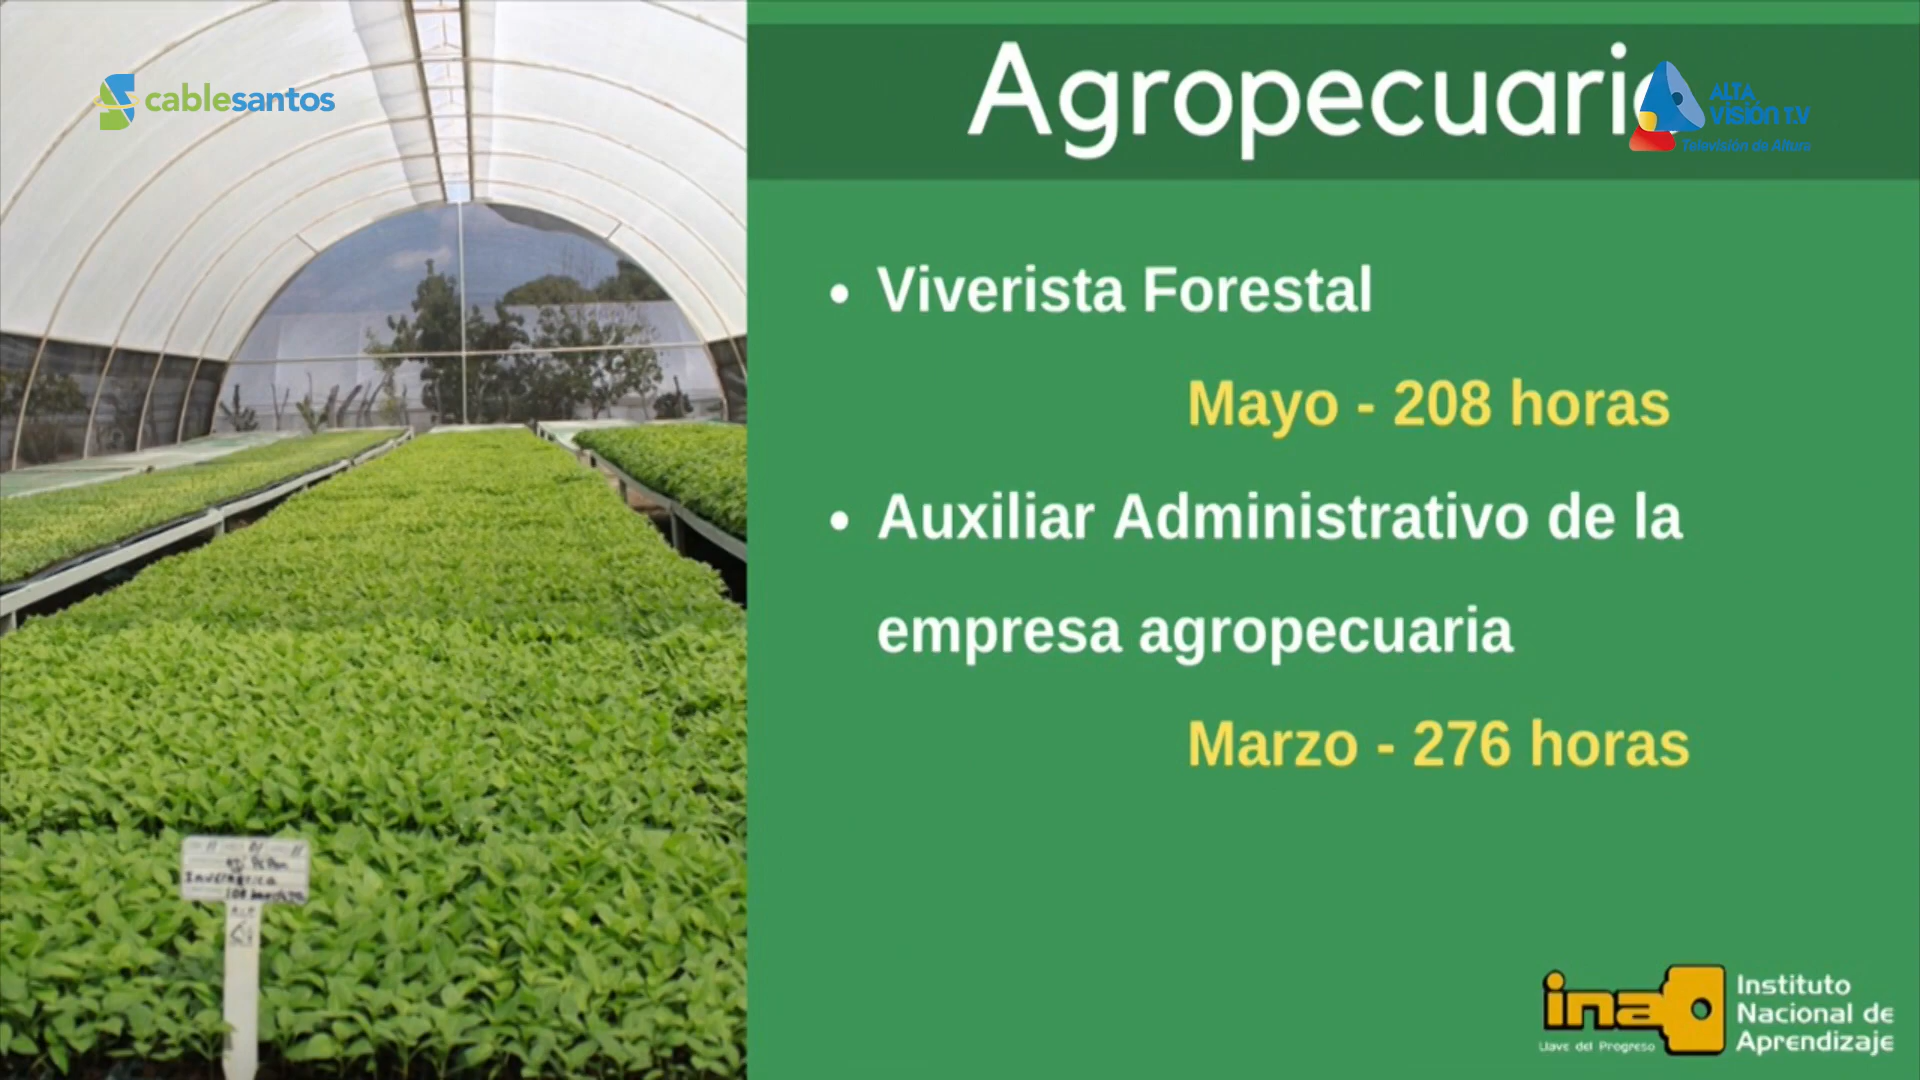 cablesantos
Agropecuario
ALTA
VISIÓN T.V
Televisión de Altura
• Viverista Forestal
Mayo - 208 horas
• Auxiliar Administrativo de la
empresa agropecuaria
Marzo - 276 horas
ina
Llave del Progreso
Instituto
Nacional de
Aprendizaje